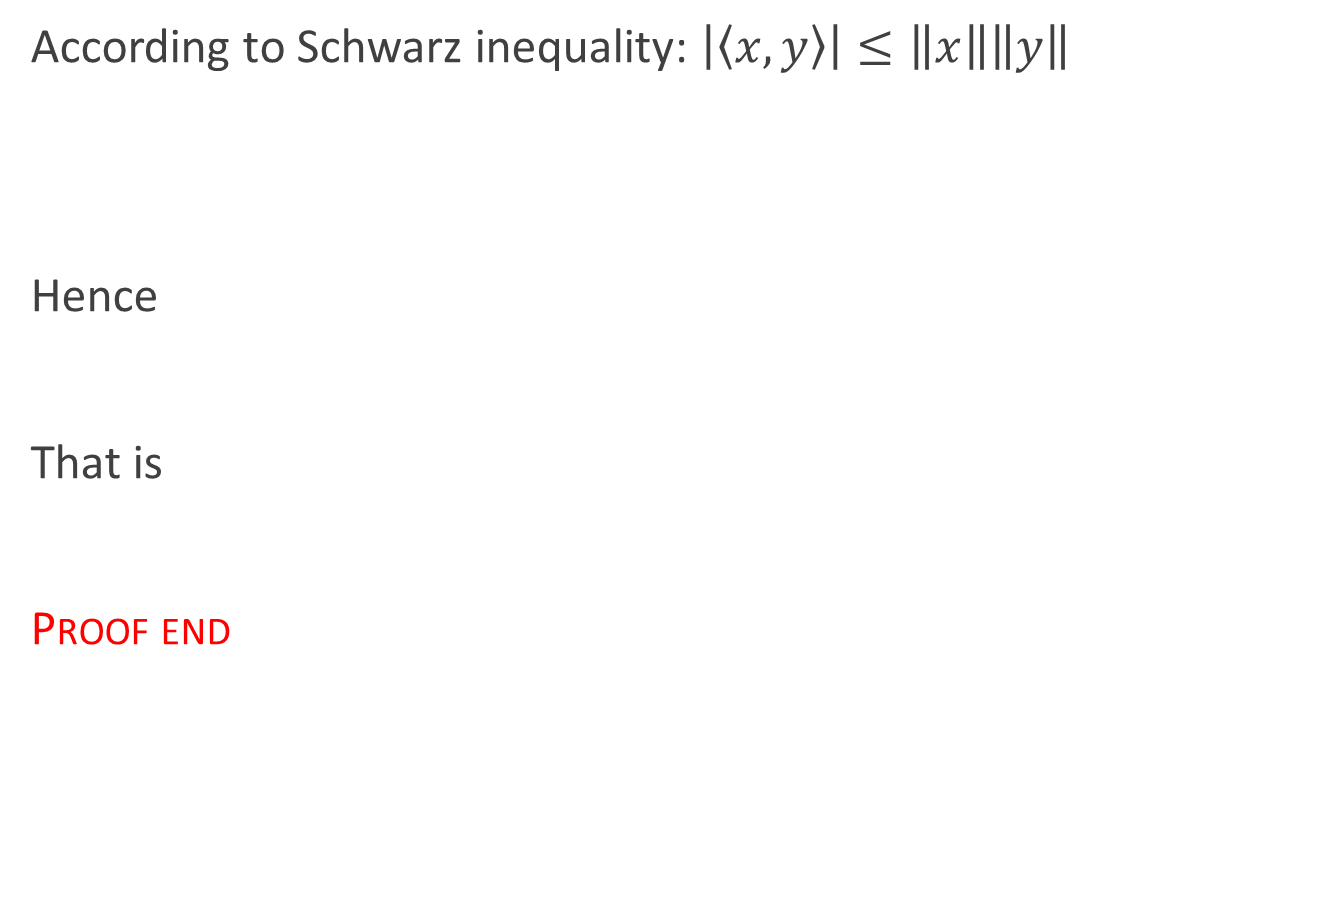 According to Schwarz inequality: |⟨x, y⟩| ≤ ‖x‖‖y‖
Hence
That is
PROOF END